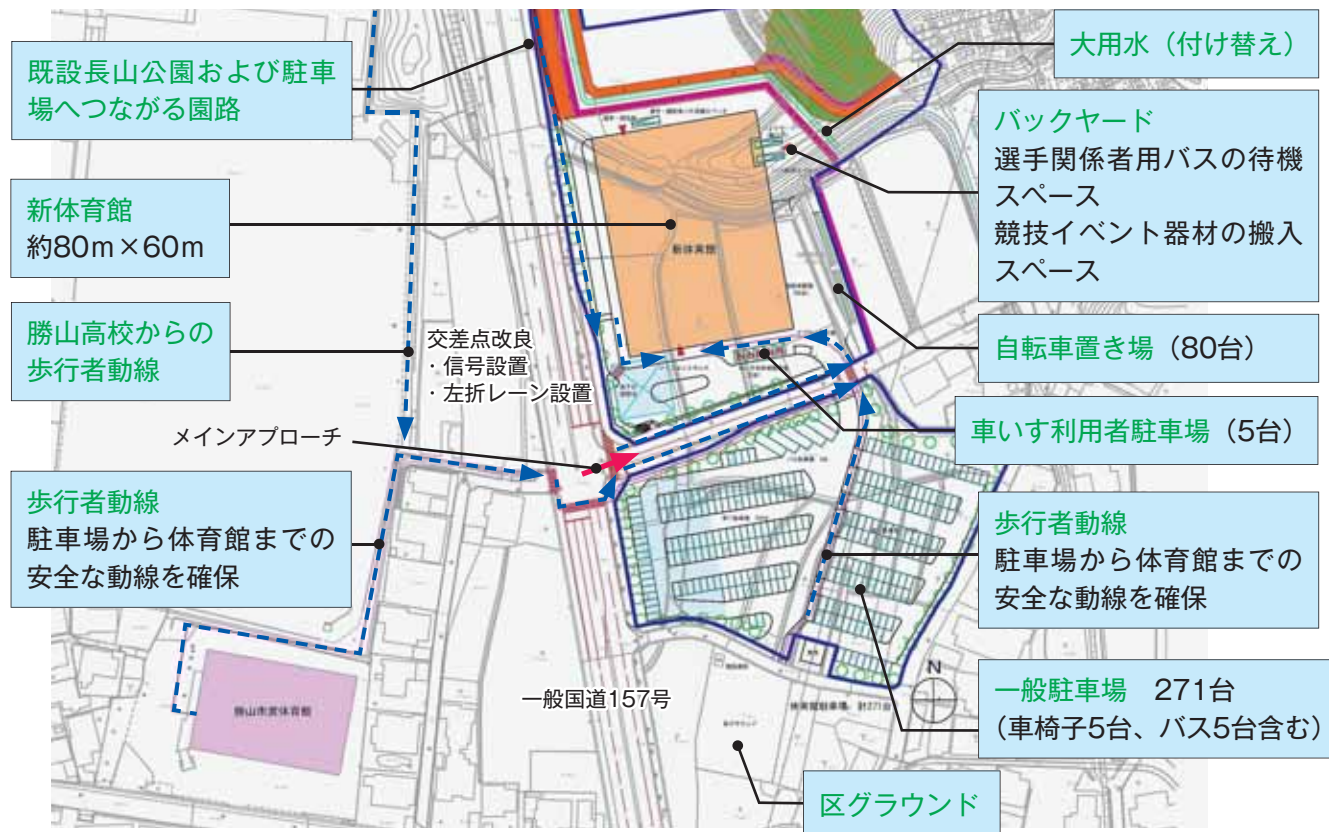 既設長山公園および駐車
場へつながる園路
新体育館
約80m×60m
勝山高校からの
歩行者動線
交差点改良
・信号設置
・左折レーン設置
メインアプローチ
歩行者動線
駐車場から体育館までの
安全な動線を確保
勝山市営体育館
一般国道157号
新体育館
大用水（付け替え）
バックヤード
選手関係者用バスの待機
スペース
競技イベント器材の搬入
スペース
自転車置き場（80台）
車いす利用者駐車場（5台）
歩行者動線
駐車場から体育館までの
安全な動線を確保
N
一般駐車場　271台
（車椅子5台、バス5台含む）
区グラウンド